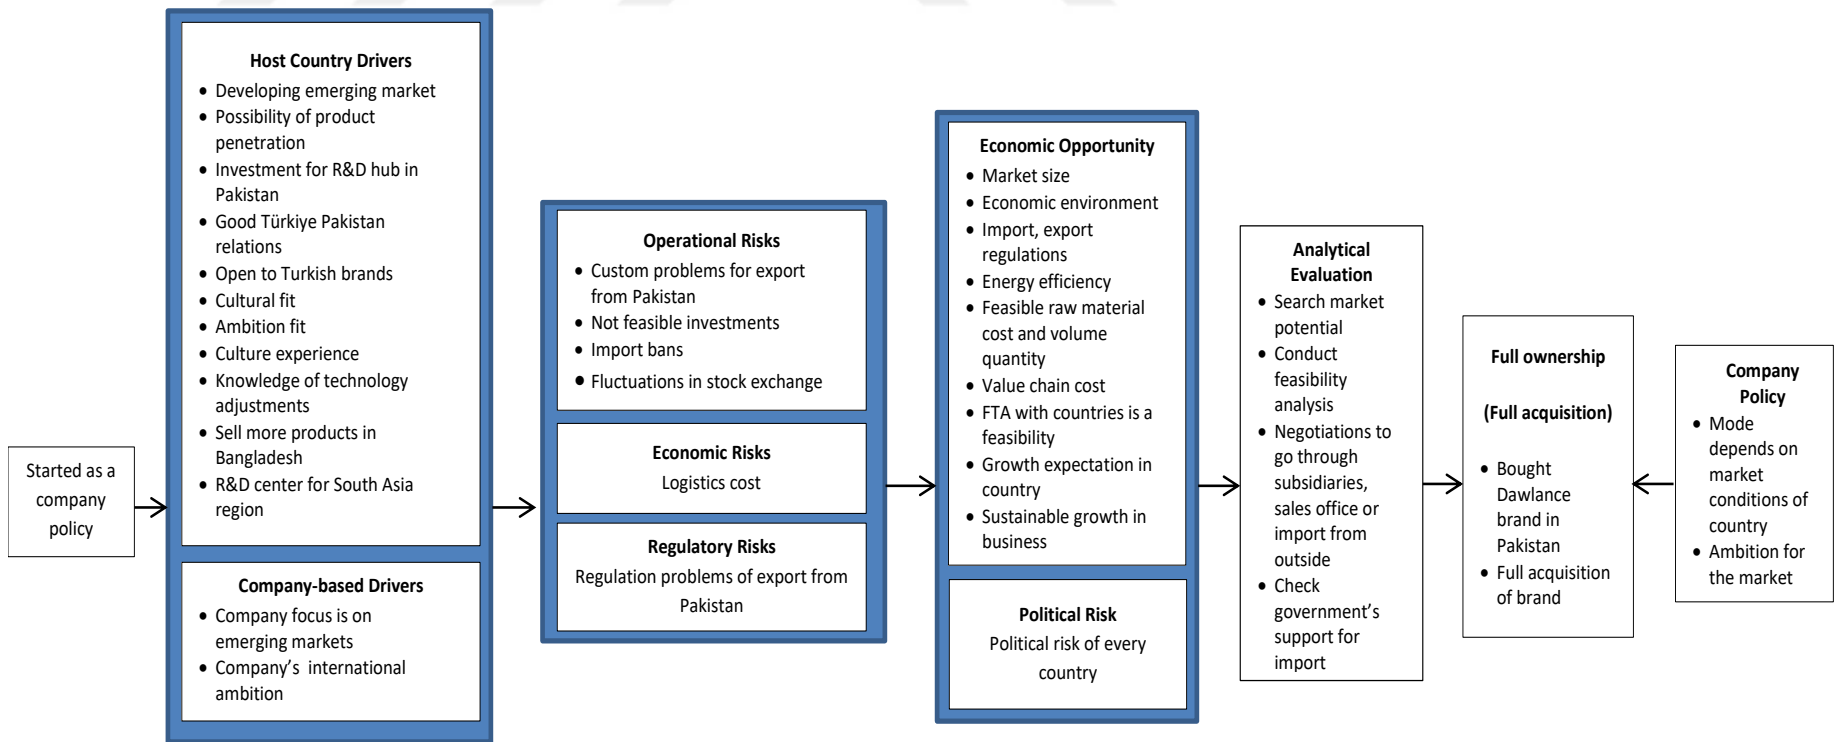 Started as a
company
policy
Host Country Drivers
• Developing emerging market
• Possibility of product
penetration
• Investment for R&D hub in
Pakistan
• Good Türkiye Pakistan
relations
• Open to Turkish brands
• Cultural fit
• Ambition fit
• Culture experience
• Knowledge of technology
adjustments
• Sell more products in
Bangladesh
• R&D center for South Asia
region
Company-based Drivers
• Company focus is on
emerging markets
• Company's international
ambition
Operational Risks
• Custom problems for export
from Pakistan
• Not feasible investments
• Import bans
• Fluctuations in stock exchange
Economic Risks
Logistics cost
Regulatory Risks
Regulation problems of export from
Pakistan
Economic Opportunity
• Market size
• Economic environment
• Import, export
regulations
• Energy efficiency
• Feasible raw material
cost and volume
quantity
• Value chain cost
• FTA with countries is a
feasibility
• Growth expectation in
country
• Sustainable growth in
business
Political Risk
Political risk of every
country
Analytical
Evaluation
• Search market
potential
• Conduct
feasibility
analysis
• Negotiations to
go through
subsidiaries,
sales office or
import from
outside
• Check
government's
support for
import
Full ownership
(Full acquisition)
• Bought
Dawlance
brand in
Pakistan
• Full acquisition
of brand
Company
Policy
• Mode
depends on
market
conditions of
country
• Ambition for
the market